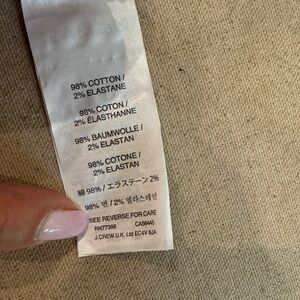 98% COTTON /
2% ELASTANE
98% COTON /
2% ÉLASTHANNE
98% BAUMWOLLE /
2% ELASTAN
98% COTONE /
2% ELASTAN
綿 98% / エラステーン 2%
98% 면 / 2% 엘라스테인
SEE REVERSE FOR CARE
RN77388 CA56445
J.CREW U.K. Ltd EC4V 6JA